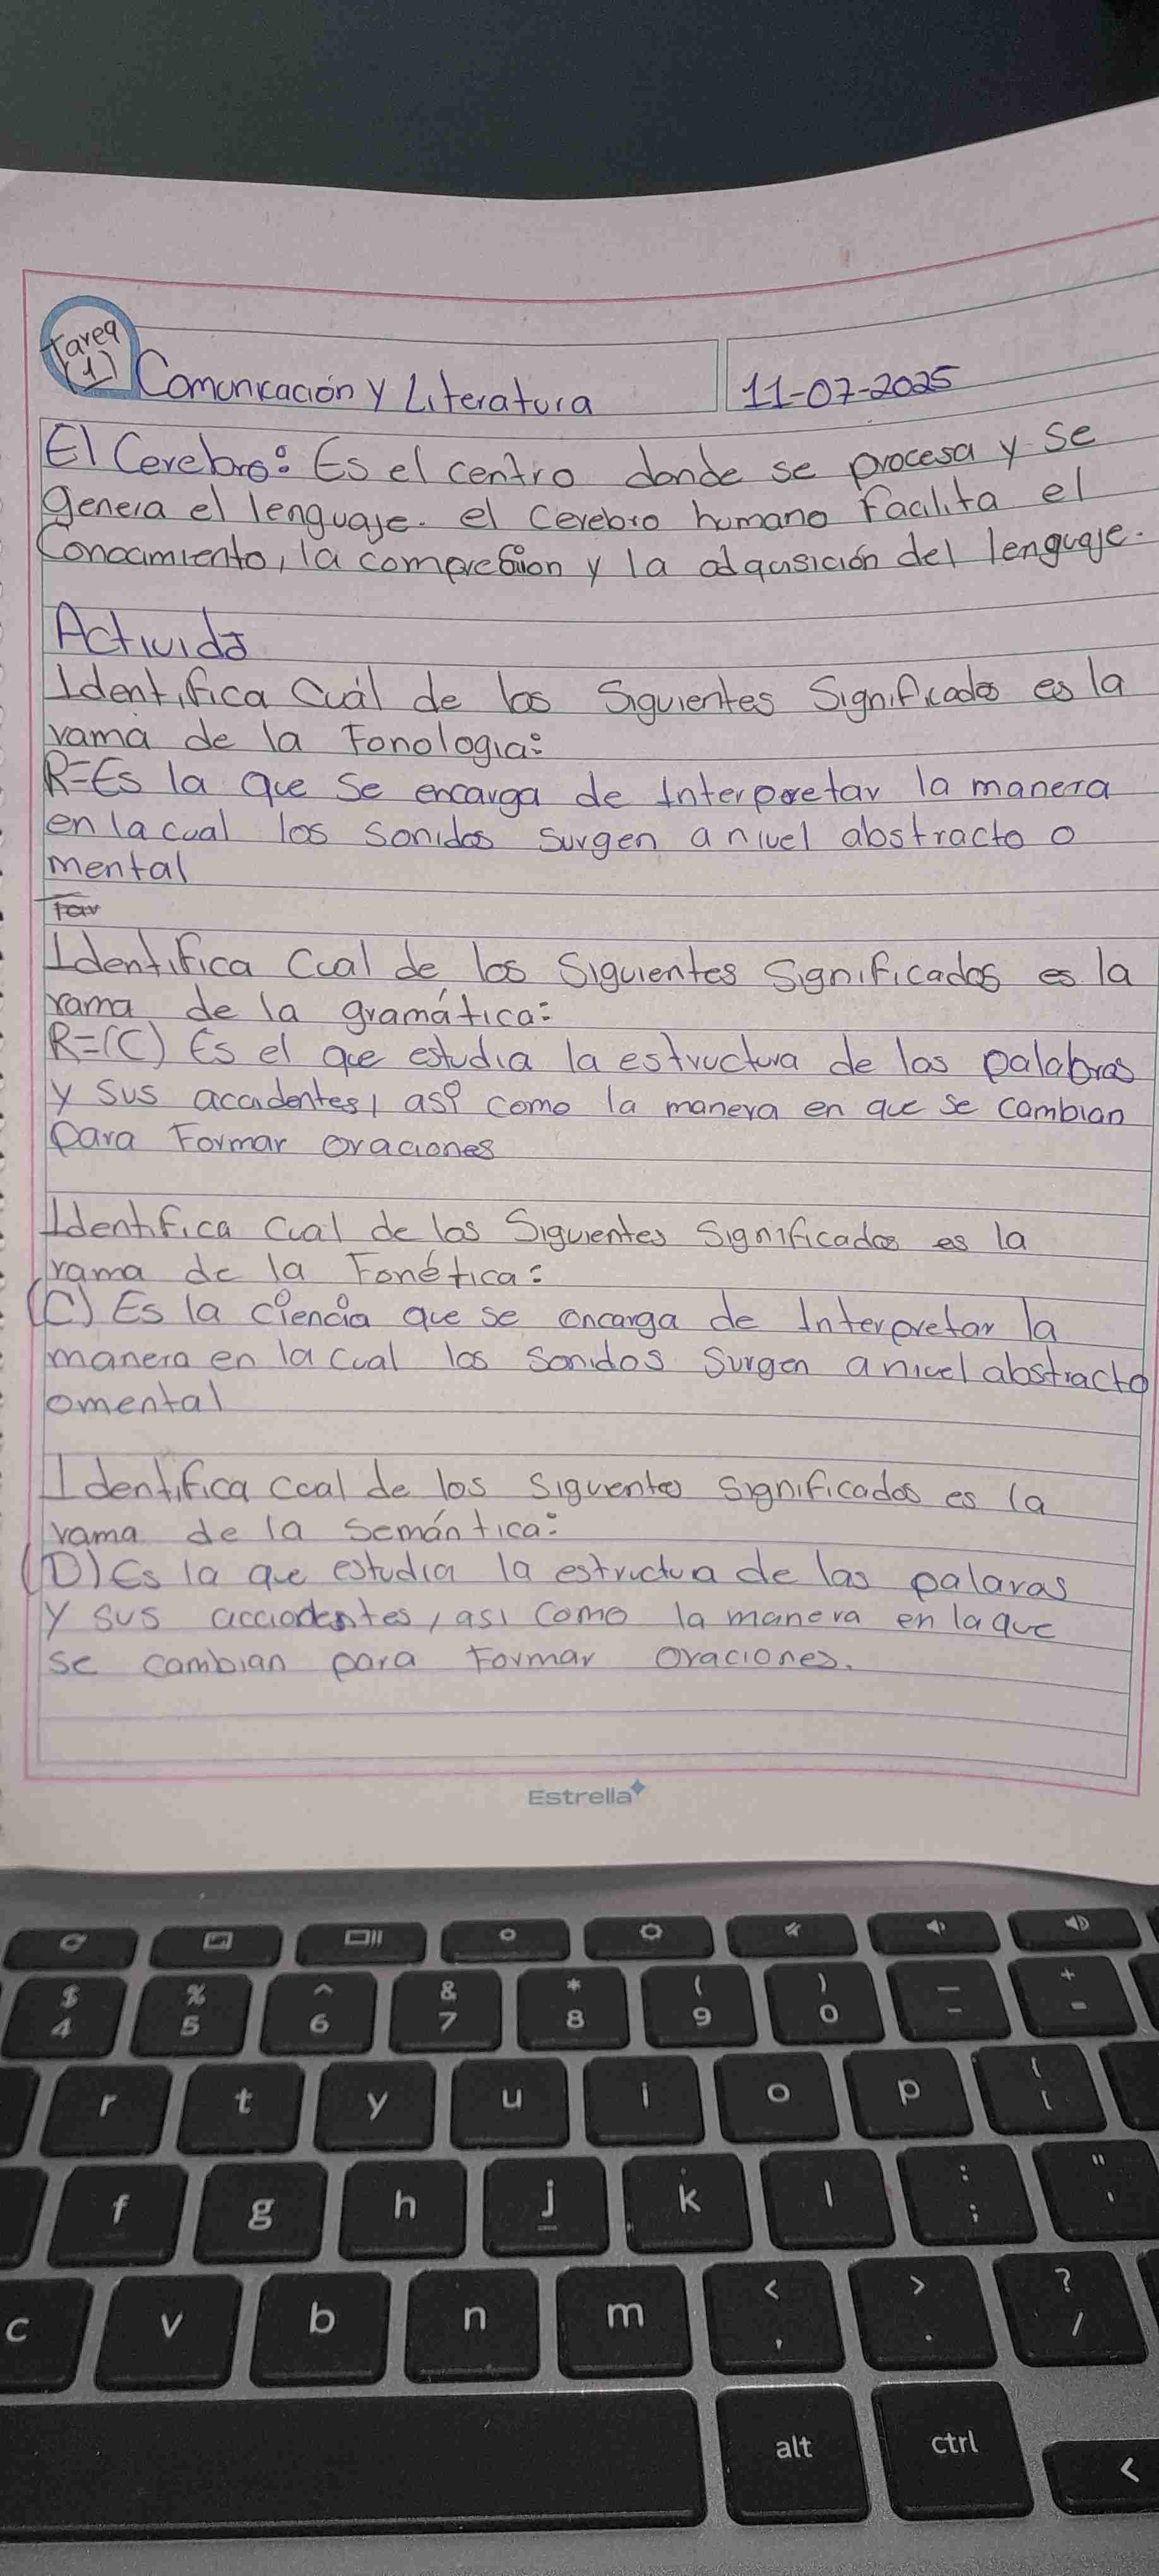 Tarea
(1)
Comunicación y Literatura
11-07-2025
El Cerebro: Es el centro donde se procesa y se
genera el lenguaje. el cerebro humano facilita el
Conocimiento, la compresion y la adqusición del lenguaje.
Activida
Identifica Cuál de los Siguientes Significados es la
rama de la Fonologia:
R=Es la que se encarga de Interpretar la manera
en la cual los sonidos surgen a nivel abstracto o
mental
Identifica Cual de los Siguientes Significados es la
rama de la gramática:
R=(C) Es el que estudia la estructura de las palabras
y sus accidentes, así como la manera en que se cambian
para Formar oraciones
Identifica cual de los Siguientes Significados es la
rama de la Fonética:
(C) Es la ciencia que se encarga de Interpretar la
manera en la cual los sonidos surgen a nivel abstracto
o mental
Identifica cual de los siguentes significados es la
rama de la semántica:
(D) Es la que estudia la estructua de las palaras
y sus acciodentes, asi como la manera en la que
se cambian para Formar oraciones.
Estrella
$ % ^ & * ( ) — +
4 5 6 7 8 9 0 - =
r t y u i o p { [
f g h j k l : ; " '
c v b n m < , > . ? /
alt ctrl <